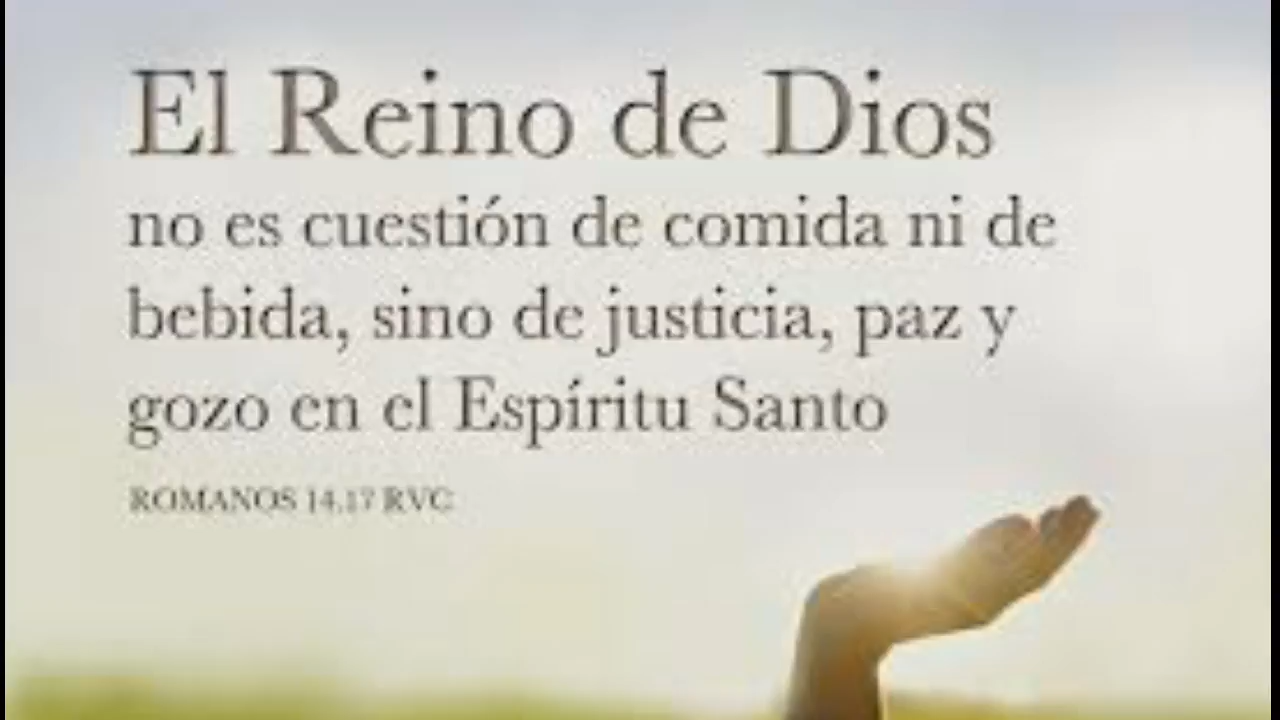 El Reino de Dios
no es cuestión de comida ni de
bebida, sino de justicia, paz y
gozo en el Espíritu Santo
ROMANOS 14.17 RVC